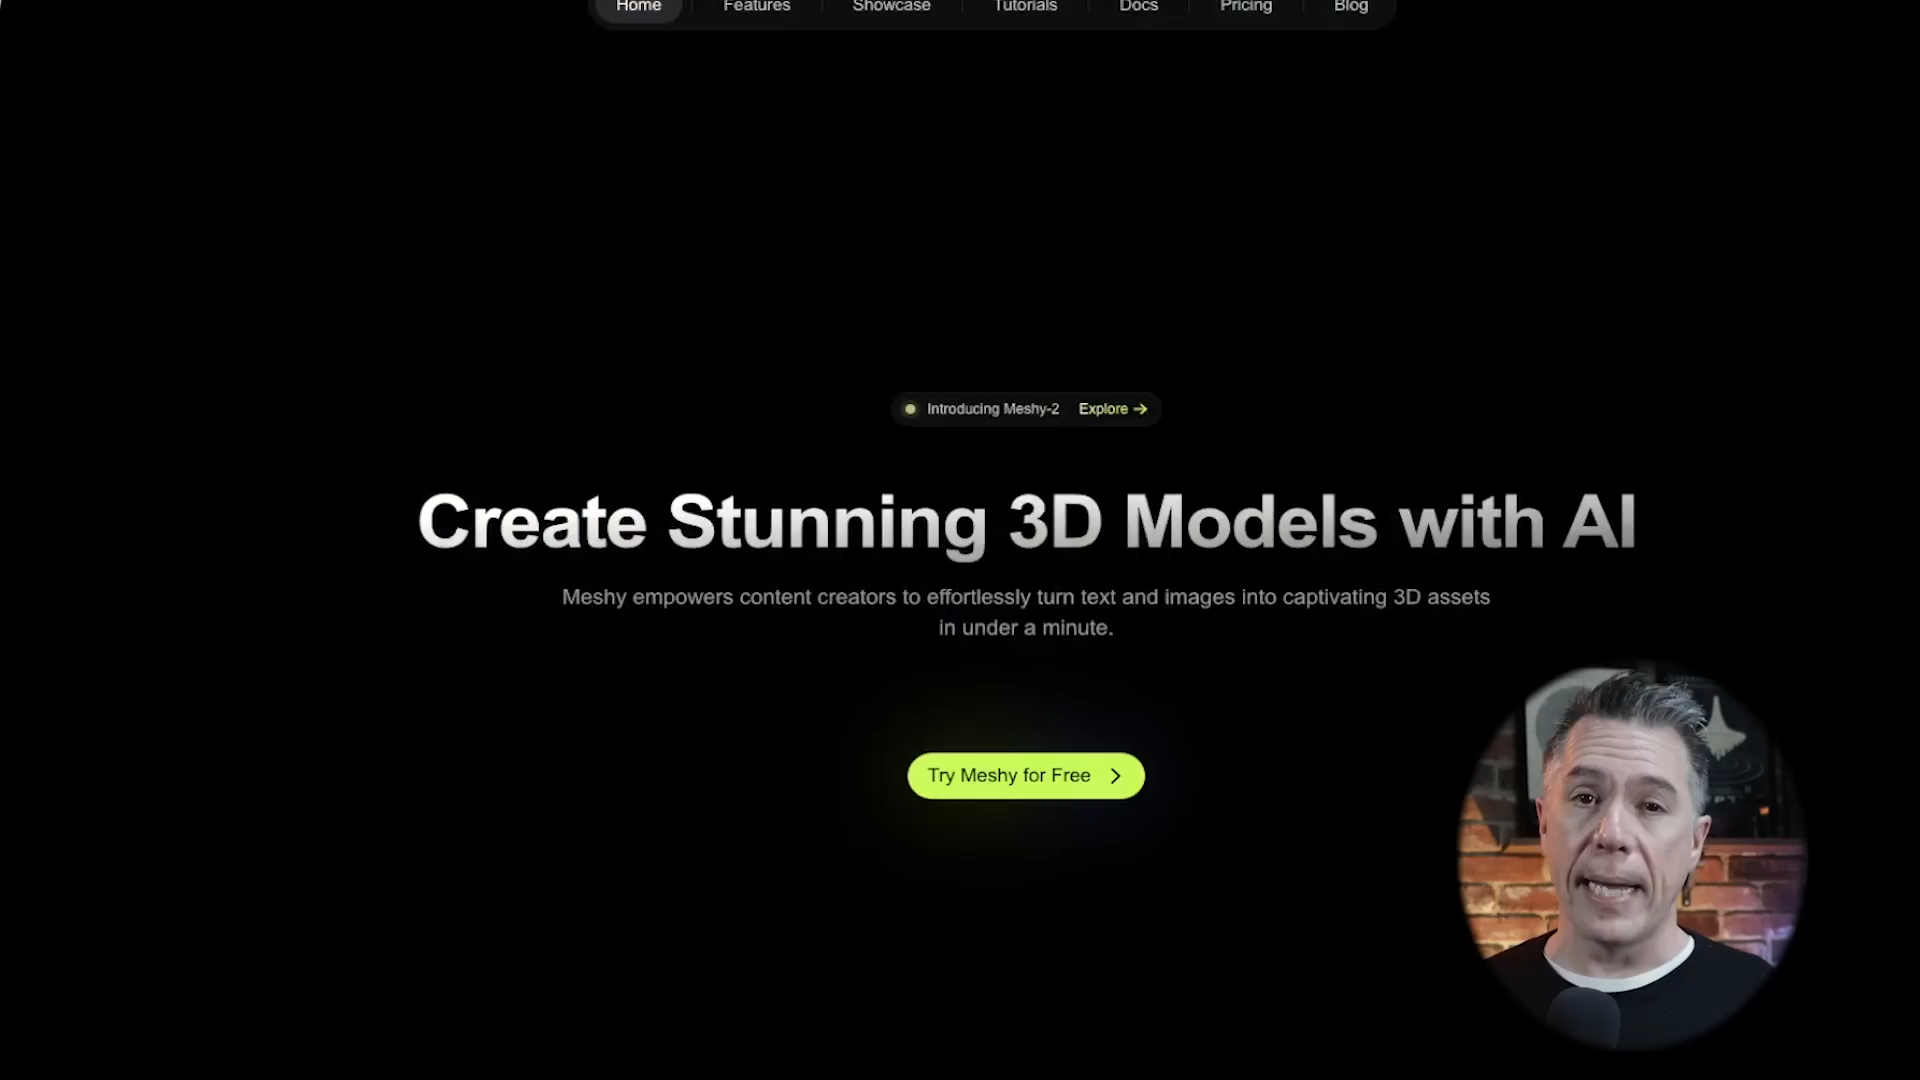 Home Features Showcase Tutorials Docs Pricing Blog
Introducing Meshy-2 Explore →
Create Stunning 3D Models with AI
Meshy empowers content creators to effortlessly turn text and images into captivating 3D assets
in under a minute.
Try Meshy for Free >